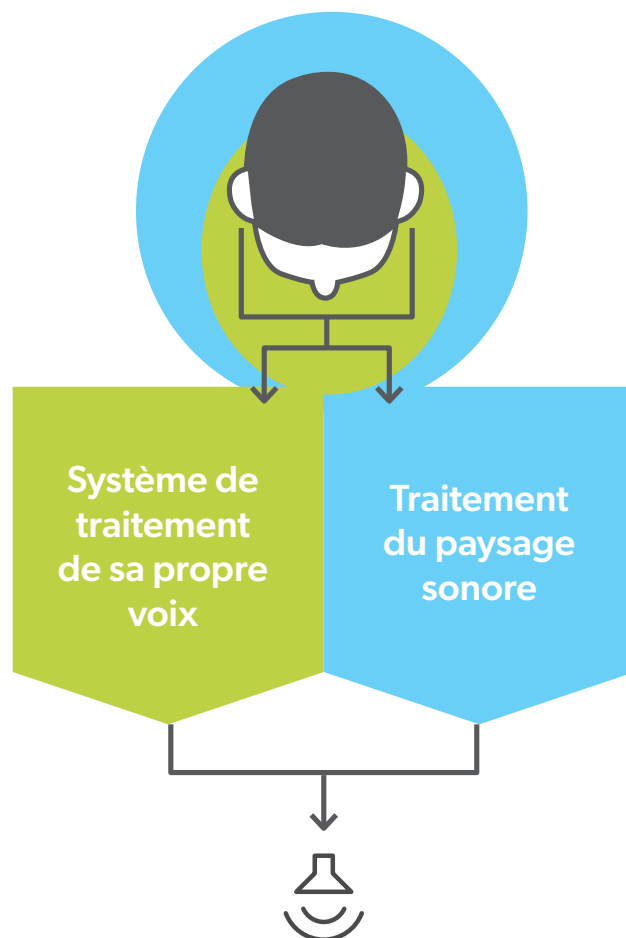 Système de
traitement
de sa propre
voix
Traitement
du paysage
sonore